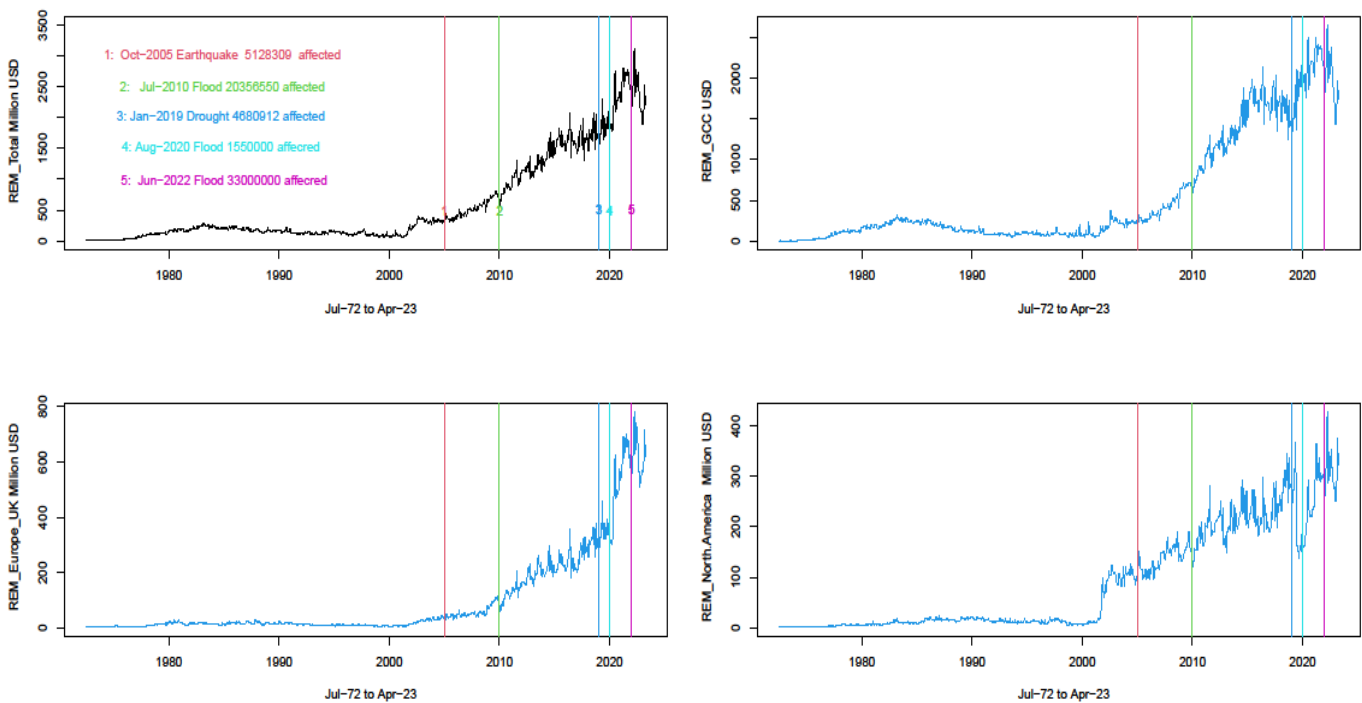 REM_Total Million USD
3500
2500
1500
500
0
1: Oct-2005 Earthquake 5128309 affected
2: Jul-2010 Flood 20356550 affected
3: Jan-2019 Drought 4680912 affected
4: Aug-2020 Flood 1550000 affecred
5: Jun-2022 Flood 33000000 affecred
1 2 3 4 5
1980 1990 2000 2010 2020
Jul-72 to Apr-23
REM_GCC USD
2000
1000
500
0
1980 1990 2000 2010 2020
Jul-72 to Apr-23
REM_Europe_UK Million USD
800
600
400
200
0
1980 1990 2000 2010 2020
Jul-72 to Apr-23
REM_North.America Million USD
400
300
200
100
0
1980 1990 2000 2010 2020
Jul-72 to Apr-23